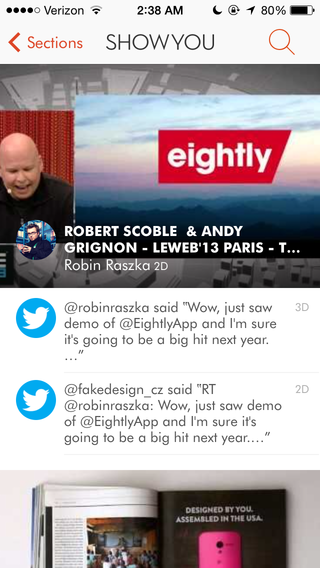 Verizon 2:38 AM 80%
Sections SHOWYOU
eightly
ROBERT SCOBLE & ANDY
GRIGNON - LEWEB'13 PARIS - T...
Robin Raszka 2D
@robinraszka said "Wow, just saw 3D
demo of @EightlyApp and I'm sure
it's going to be a big hit next year.
…”
@fakedesign_cz said "RT 2D
@robinraszka: Wow, just saw demo
of @EightlyApp and I'm sure it's
going to be a big hit next year.…”
DESIGNED BY YOU.
ASSEMBLED IN THE USA.